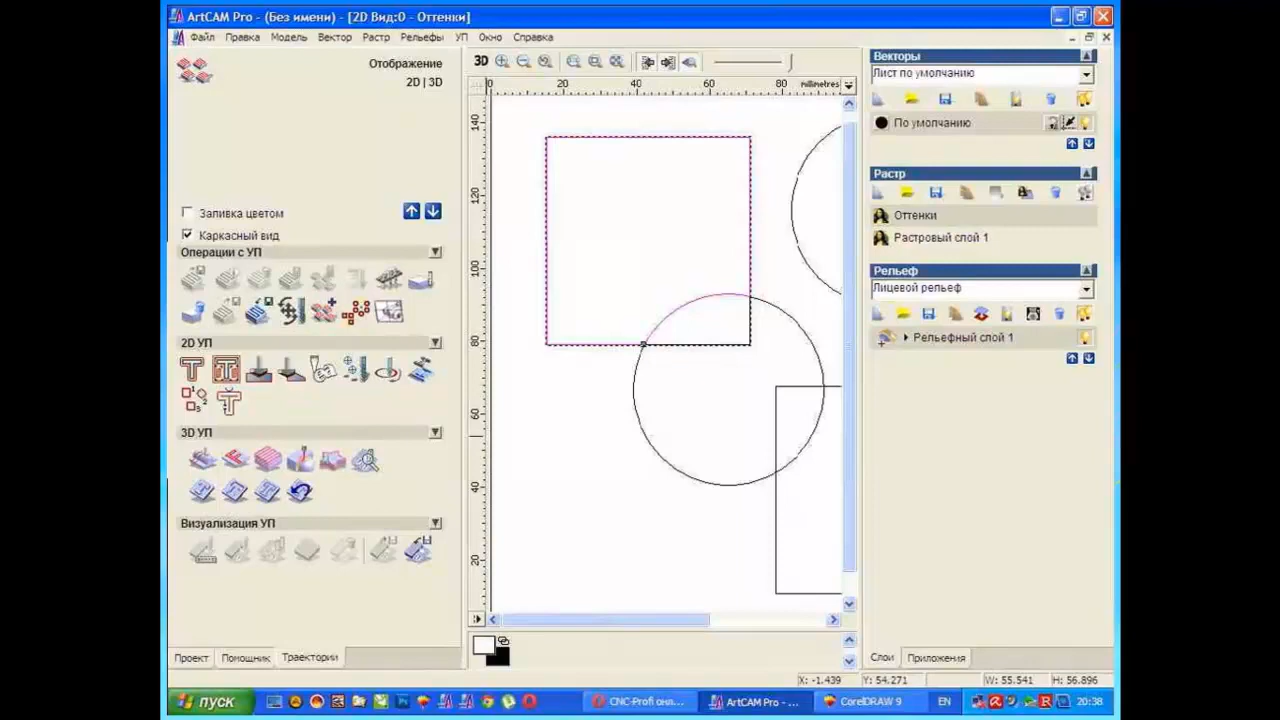 ArtCAM Pro - (Без имени) - [2D Вид:0 - Оттенки]
Файл Правка Модель Вектор Растр Рельефы УП Окно Справка
Отображение
2D | 3D
Заливка цветом
Каркасный вид
Операции с УП
2D УП
3D УП
Визуализация УП
Проект Помощник Траектории
3D
0 20 40 60 80 millimetres
140
120
100
80
60
40
20
Векторы
Лист по умолчанию
По умолчанию
Растр
Оттенки
Растровый слой 1
Рельеф
Лицевой рельеф
Рельефный слой 1
Слои Приложения
X: -1.439 Y: 54.271 W: 55.541 H: 56.896
пуск CNC-Profi онл... ArtCAM Pro - ... CorelDRAW 9 EN 20:38